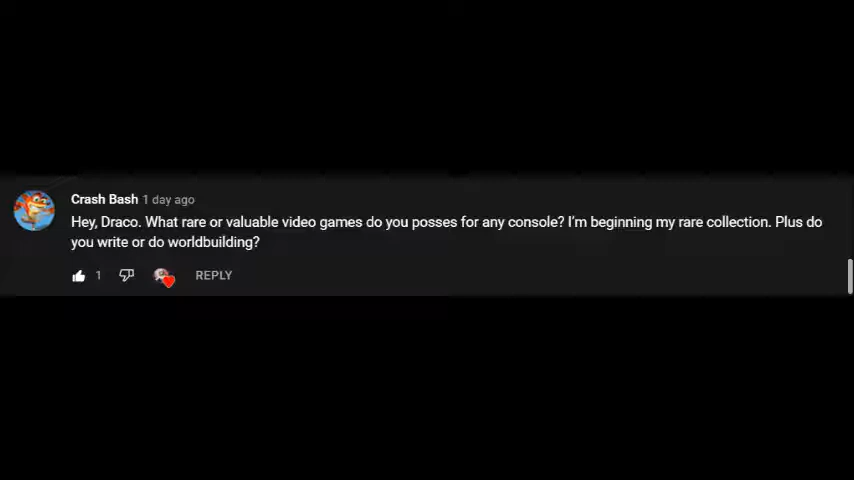 Crash Bash 1 day ago
Hey, Draco. What rare or valuable video games do you posses for any console? I'm beginning my rare collection. Plus do
you write or do worldbuilding?
1 REPLY